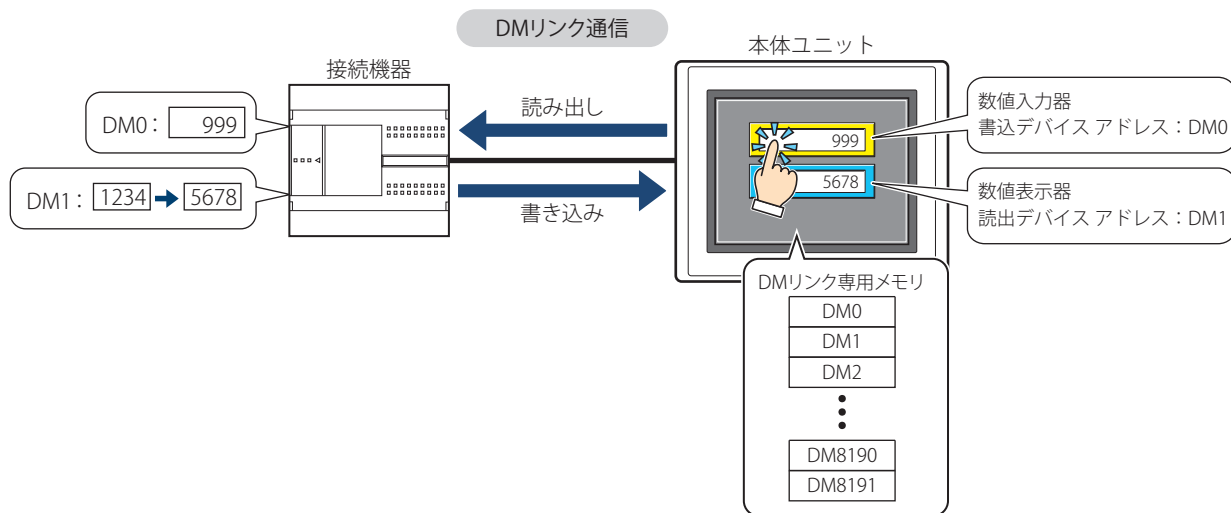 DMリンク通信
接続機器
本体ユニット
DM0： 999
DM1： 1234 5678
読み出し
書き込み
999
5678
数値入力器
書込デバイス アドレス：DM0
数値表示器
読出デバイス アドレス：DM1
DMリンク専用メモリ
DM0
DM1
DM2
DM8190
DM8191